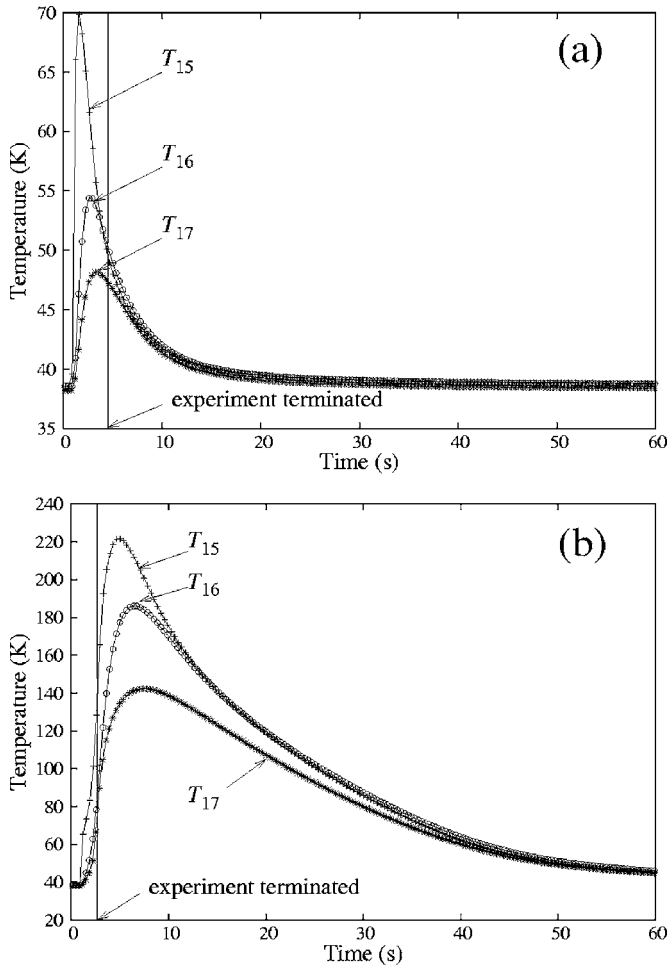 70
(a)
65
T15
60
T16
55
T17
50
45
40
experiment terminated
35
0 10 20 30 40 50 60
Time (s)
Temperature (K)
240
220
(b)
T15
200
T16
180
160
140
120
100
T17
80
60
40
experiment terminated
20
0 10 20 30 40 50 60
Time (s)
Temperature (K)